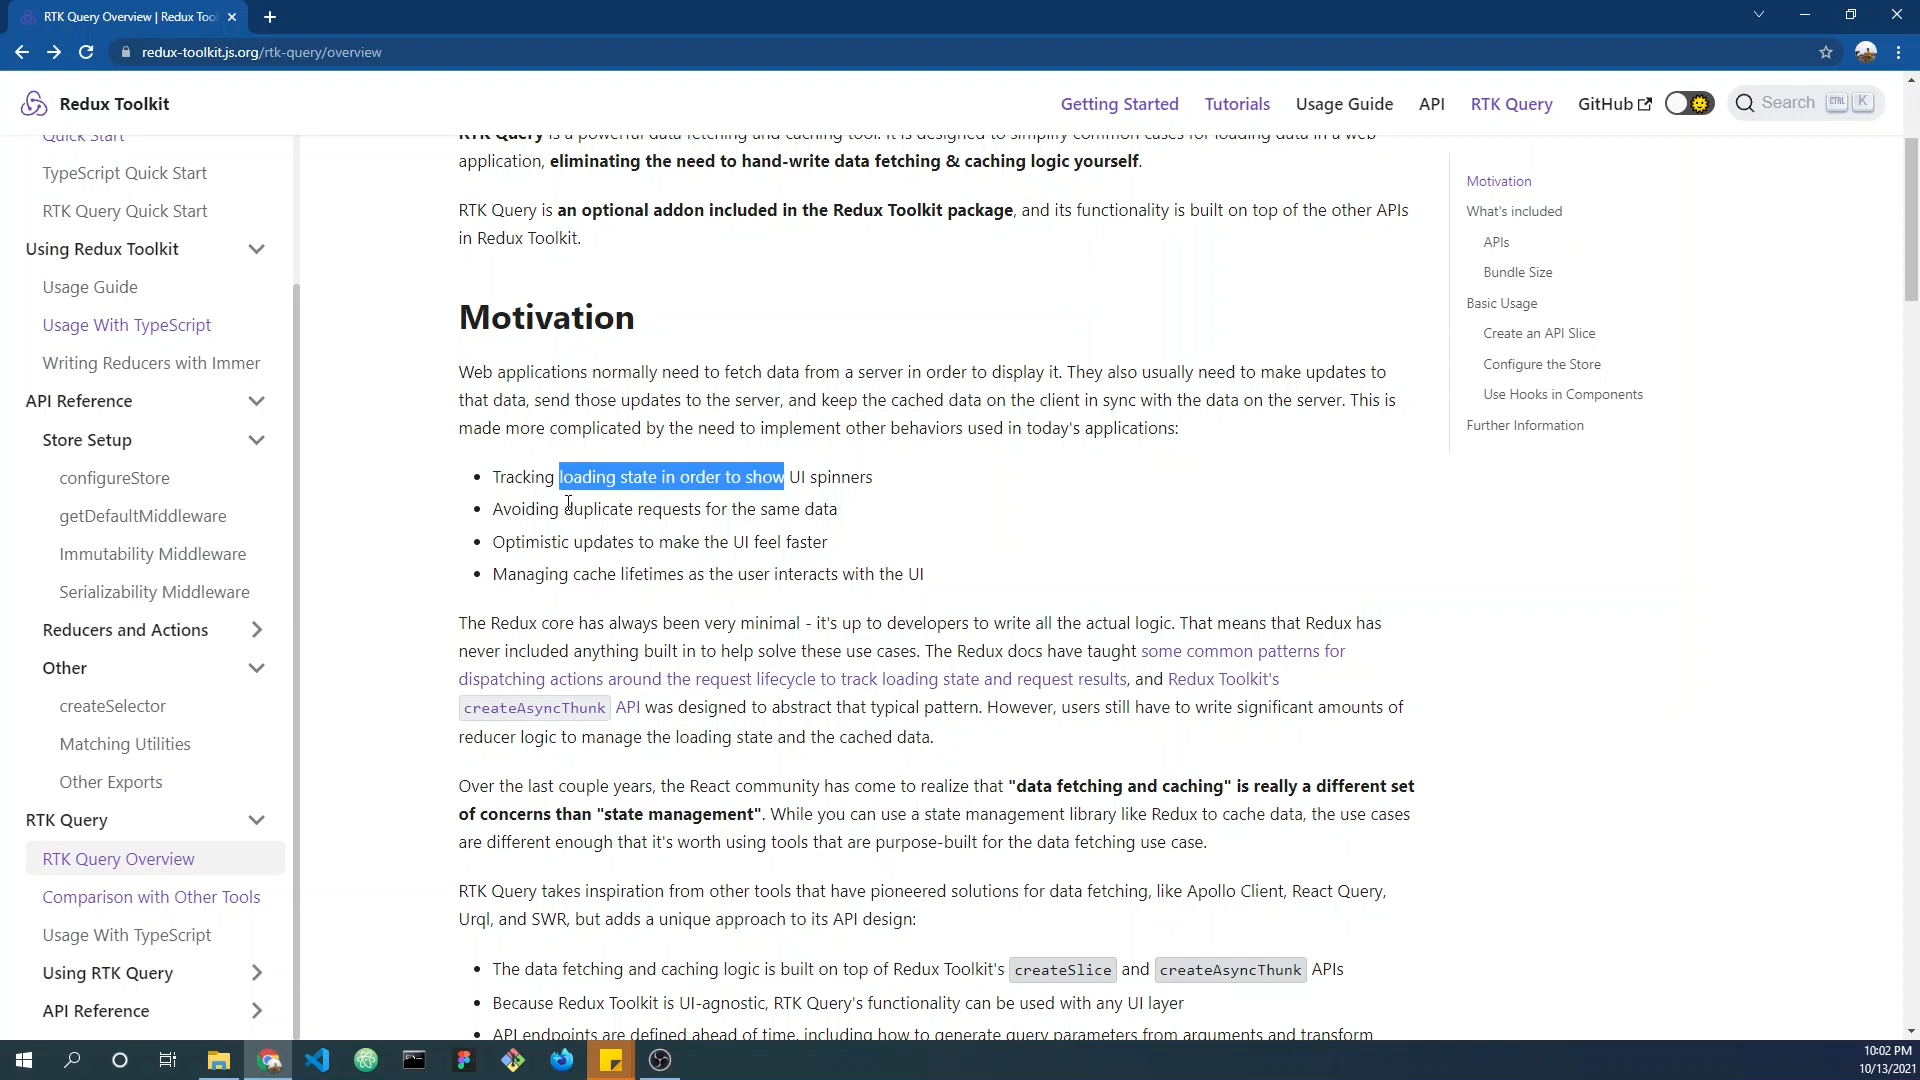 RTK Query Overview | Redux Tool
redux-toolkit.js.org/rtk-query/overview
Redux Toolkit
Getting Started
Tutorials
Usage Guide
API
RTK Query
GitHub
Search
CTRL
K
Quick Start
TypeScript Quick Start
RTK Query Quick Start
Using Redux Toolkit
Usage Guide
Usage With TypeScript
Writing Reducers with Immer
API Reference
Store Setup
configureStore
getDefaultMiddleware
Immutability Middleware
Serializability Middleware
Reducers and Actions
Other
createSelector
Matching Utilities
Other Exports
RTK Query
RTK Query Overview
Comparison with Other Tools
Usage With TypeScript
Using RTK Query
API Reference
RTK Query is a powerful data fetching and caching tool. It is designed to simplify common cases for loading data in a web
application, eliminating the need to hand-write data fetching & caching logic yourself.
RTK Query is an optional addon included in the Redux Toolkit package, and its functionality is built on top of the other APIs
in Redux Toolkit.
Motivation
Web applications normally need to fetch data from a server in order to display it. They also usually need to make updates to
that data, send those updates to the server, and keep the cached data on the client in sync with the data on the server. This is
made more complicated by the need to implement other behaviors used in today's applications:
• Tracking loading state in order to show UI spinners
• Avoiding duplicate requests for the same data
• Optimistic updates to make the UI feel faster
• Managing cache lifetimes as the user interacts with the UI
The Redux core has always been very minimal - it's up to developers to write all the actual logic. That means that Redux has
never included anything built in to help solve these use cases. The Redux docs have taught some common patterns for
dispatching actions around the request lifecycle to track loading state and request results, and Redux Toolkit's
createAsyncThunk API was designed to abstract that typical pattern. However, users still have to write significant amounts of
reducer logic to manage the loading state and the cached data.
Over the last couple years, the React community has come to realize that "data fetching and caching" is really a different set
of concerns than "state management". While you can use a state management library like Redux to cache data, the use cases
are different enough that it's worth using tools that are purpose-built for the data fetching use case.
RTK Query takes inspiration from other tools that have pioneered solutions for data fetching, like Apollo Client, React Query,
Urql, and SWR, but adds a unique approach to its API design:
• The data fetching and caching logic is built on top of Redux Toolkit's createSlice and createAsyncThunk APIs
• Because Redux Toolkit is UI-agnostic, RTK Query's functionality can be used with any UI layer
• API endpoints are defined ahead of time, including how to generate query parameters from arguments and transform
Motivation
What's included
APIs
Bundle Size
Basic Usage
Create an API Slice
Configure the Store
Use Hooks in Components
Further Information
10:02 PM
10/13/2021